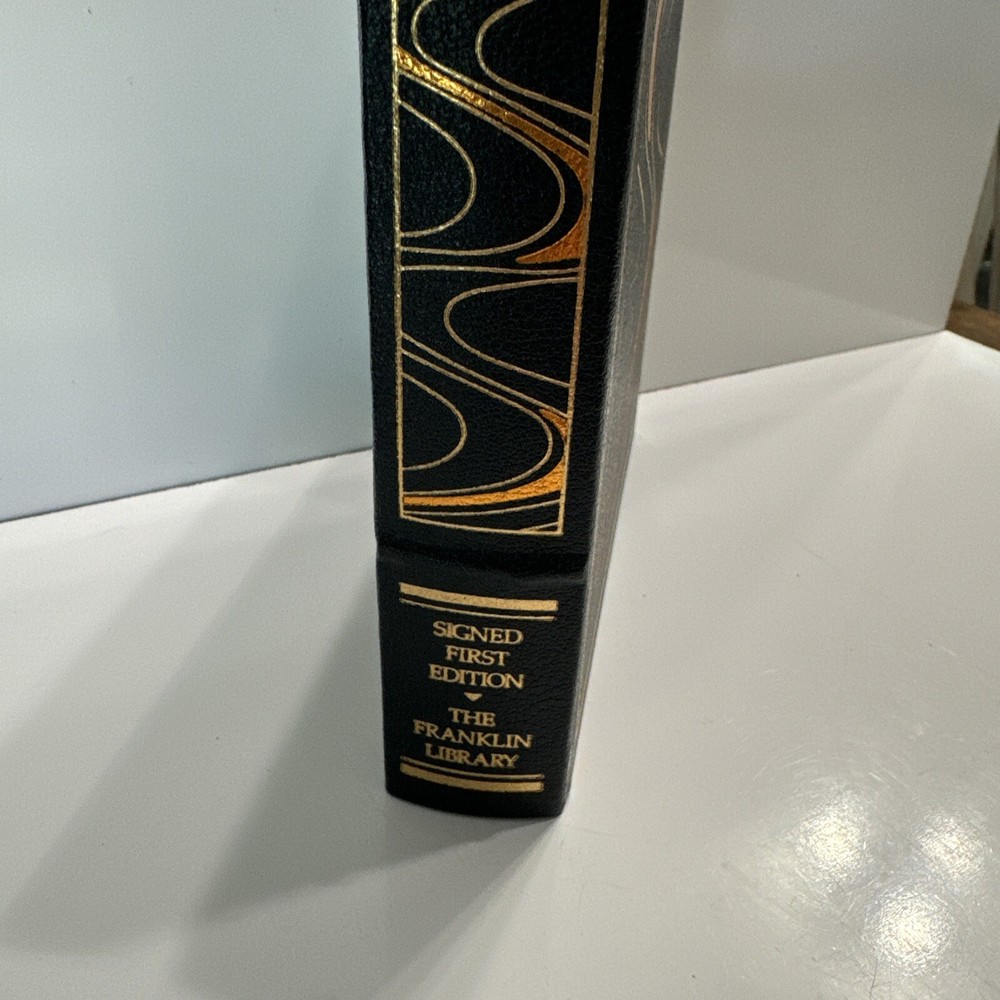 SIGNED
FIRST
EDITION
THE
FRANKLIN
LIBRARY